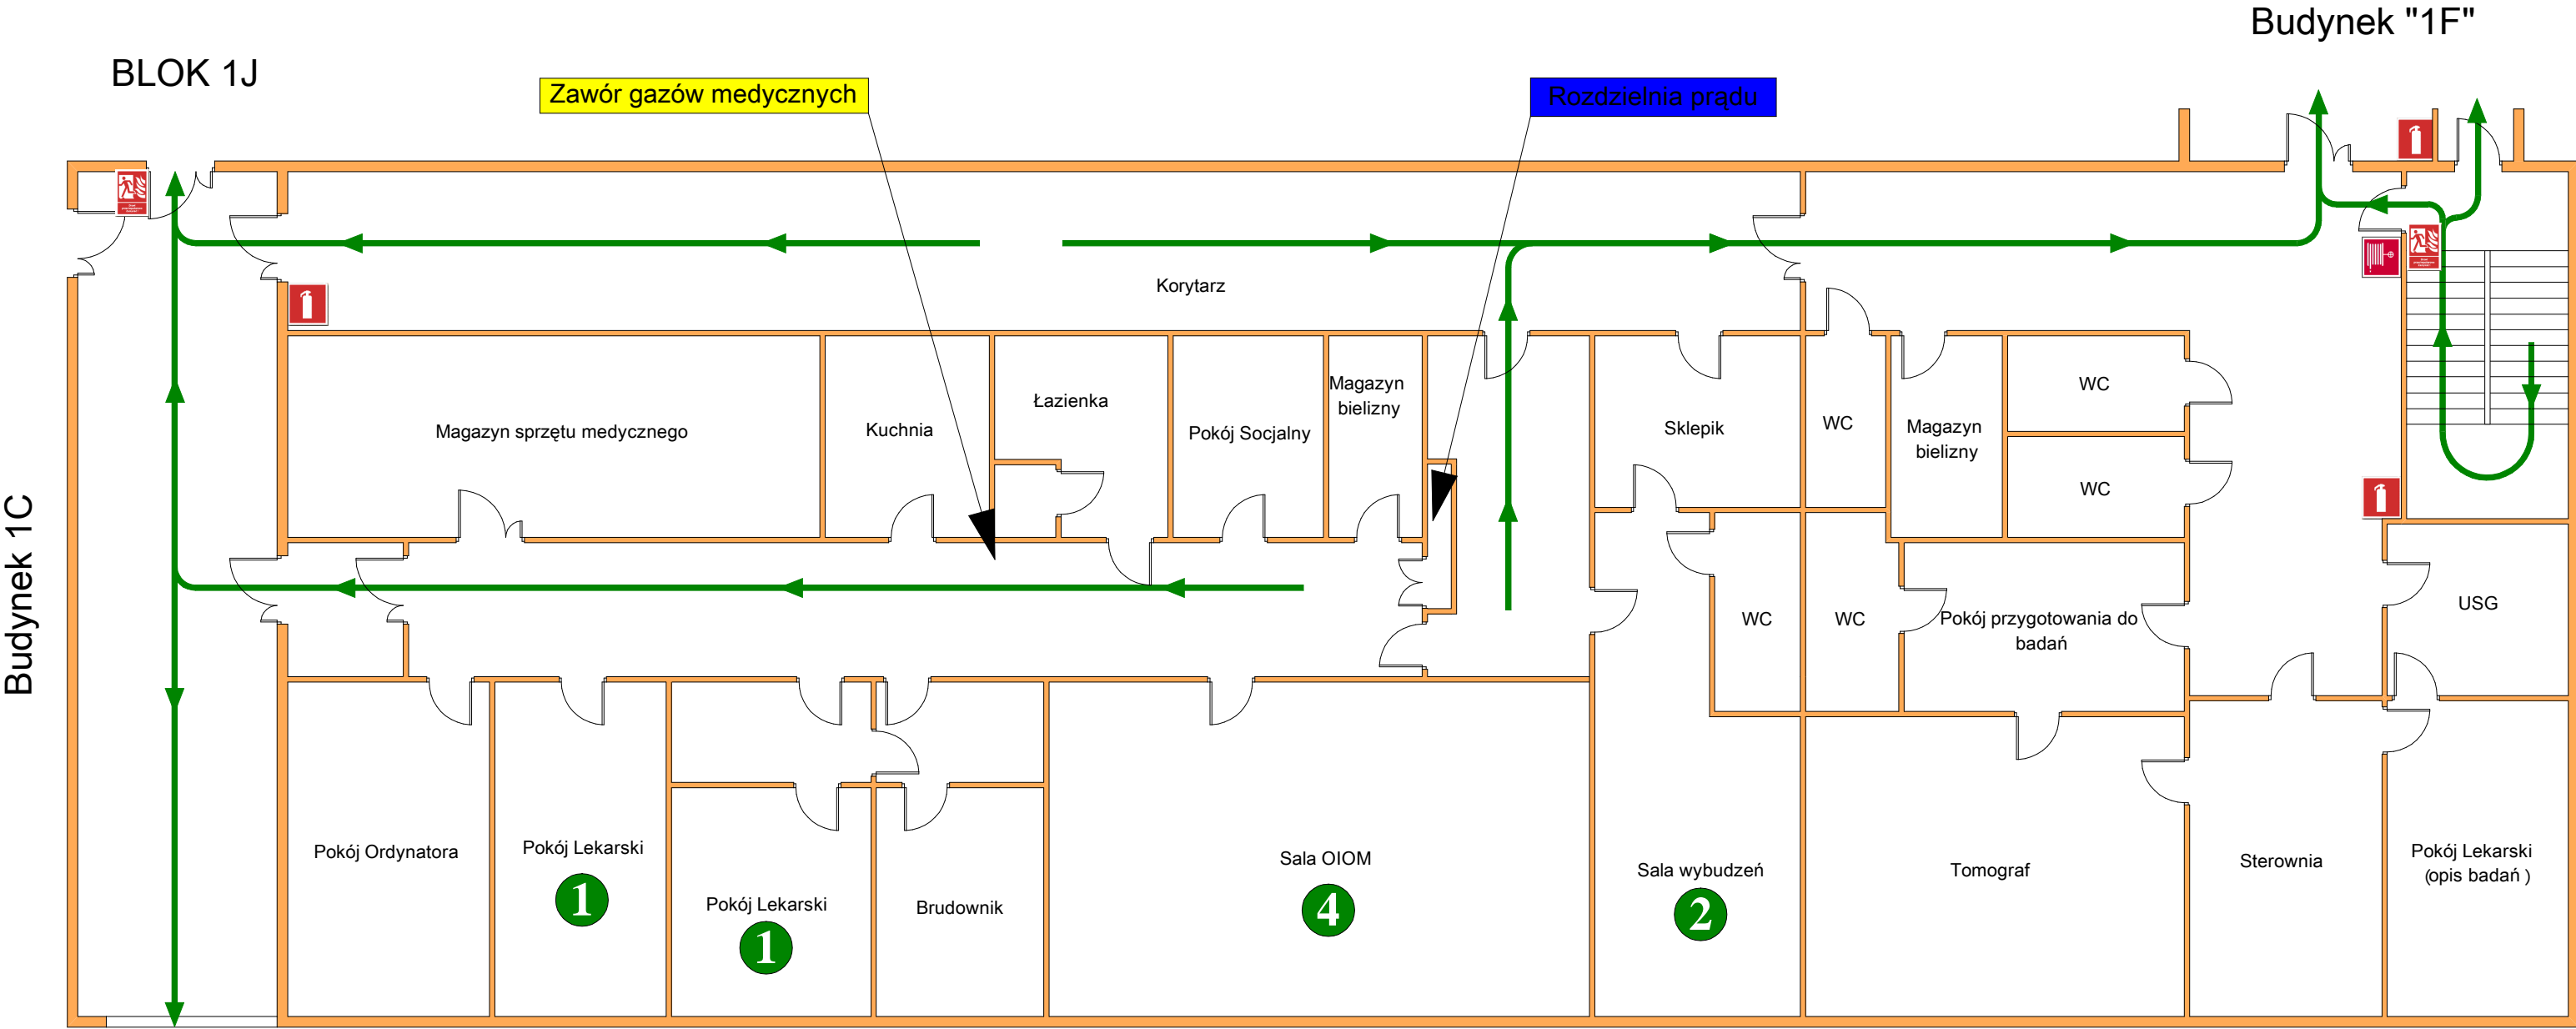 Budynek "1F"
BLOK 1J
Zawór gazów medycznych
Rozdzielnia prądu
Korytarz
Magazyn sprzętu medycznego
Kuchnia
Łazienka
Pokój Socjalny
Magazyn
bielizny
Sklepik
WC
Magazyn
bielizny
WC
WC
Budynek 1C
WC
WC
Pokój przygotowania do
badań
USG
Pokój Ordynatora
Pokój Lekarski
1
Pokój Lekarski
1
Brudownik
Sala OIOM
4
Sala wybudzeń
2
Tomograf
Sterownia
Pokój Lekarski
(opis badań )